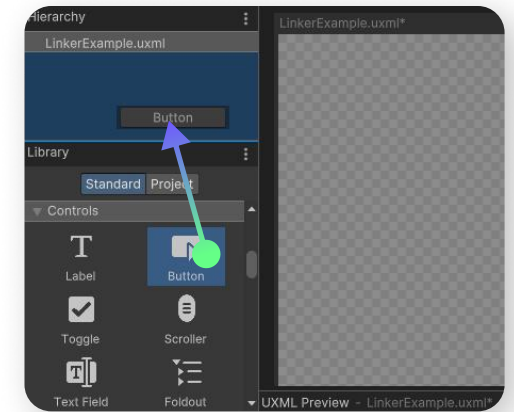 Hierarchy
LinkerExample.uxml
Button
Library
Standard Project
Controls
Label
Button
Toggle
Scroller
Text Field
Foldout
LinkerExample.uxml*
UXML Preview - LinkerExample.uxml*